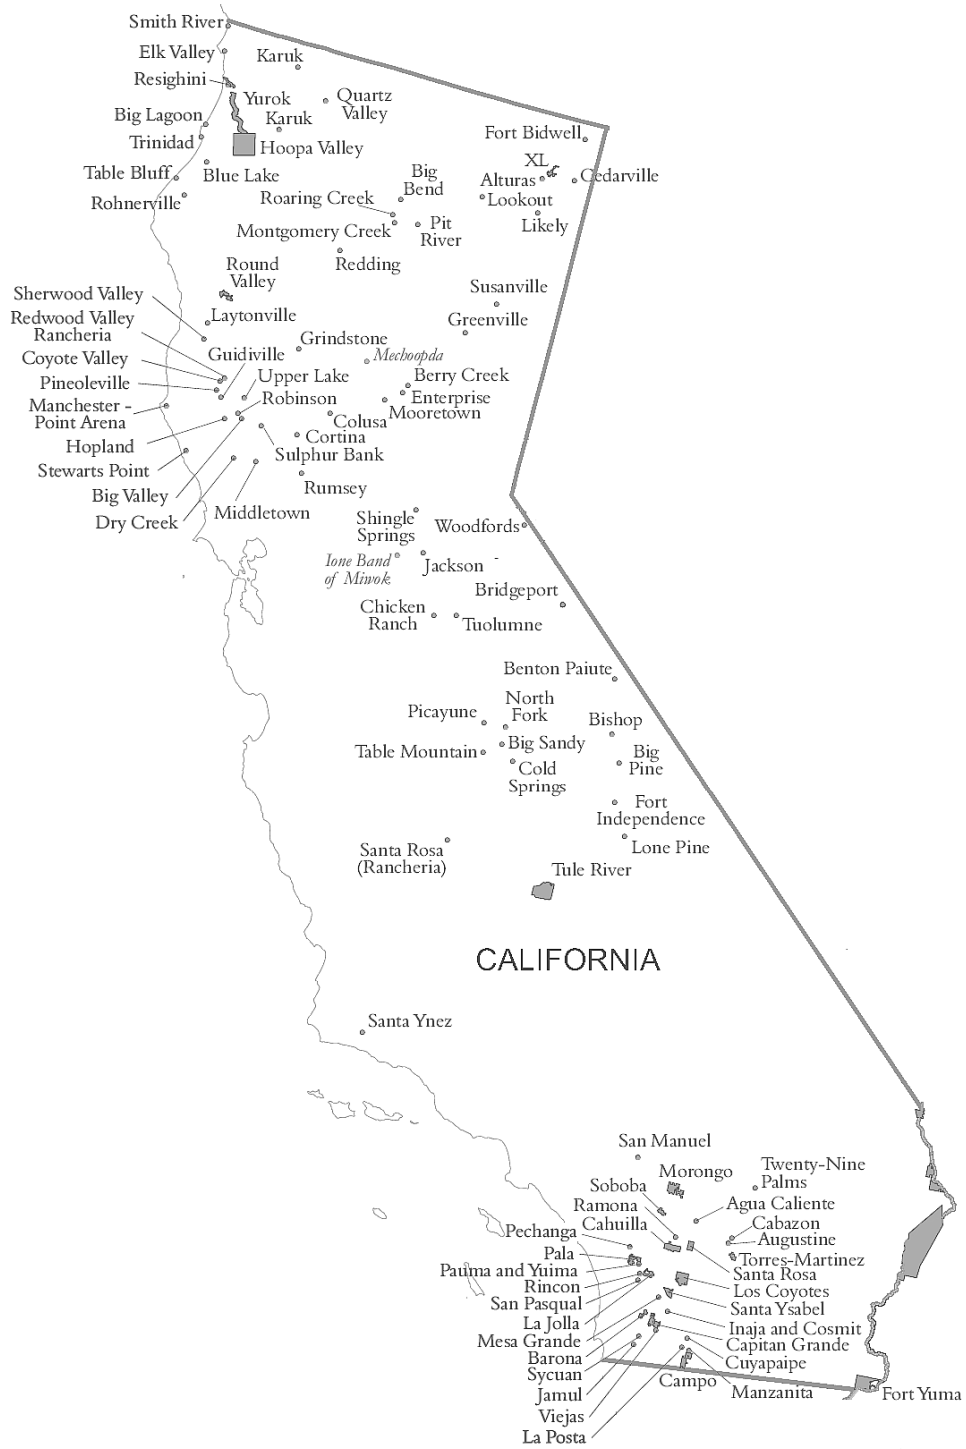 Smith River
Elk Valley
Karuk
Resighini
Yurok
Quartz
Valley
Big Lagoon
Karuk
Trinidad
Hoopa Valley
Fort Bidwell
XL
Table Bluff
Blue Lake
Big
Bend
Alturas
Cedarville
Rohnerville
Roaring Creek
Lookout
Montgomery Creek
Pit
River
Likely
Round
Valley
Redding
Sherwood Valley
Susanville
Redwood Valley
Rancheria
Laytonville
Greenville
Coyote Valley
Guidiville
Grindstone
Mechoopda
Pineoleville
Upper Lake
Berry Creek
Manchester -
Point Arena
Robinson
Enterprise
Mooretown
Hopland
Colusa
Cortina
Stewarts Point
Sulphur Bank
Big Valley
Rumsey
Dry Creek
Middletown
Shingle
Springs
Woodfords
Ione Band
of Miwok
Jackson
Bridgeport
Chicken
Ranch
Tuolumne
Benton Paiute
North
Fork
Picayune
Bishop
Table Mountain
Big Sandy
Big
Pine
Cold
Springs
Fort
Independence
Santa Rosa
(Rancheria)
Lone Pine
Tule River
CALIFORNIA
Santa Ynez
San Manuel
Morongo
Twenty-Nine
Palms
Soboba
Ramona
Agua Caliente
Cahuilla
Cabazon
Pechanga
Augustine
Pala
Torres-Martinez
Pauma and Yuima
Santa Rosa
Rincon
Los Coyotes
San Pasqual
Santa Ysabel
La Jolla
Inaja and Cosmit
Mesa Grande
Capitan Grande
Barona
Cuyapaipe
Sycuan
Campo
Manzanita
Fort Yuma
Jamul
Viejas
La Posta